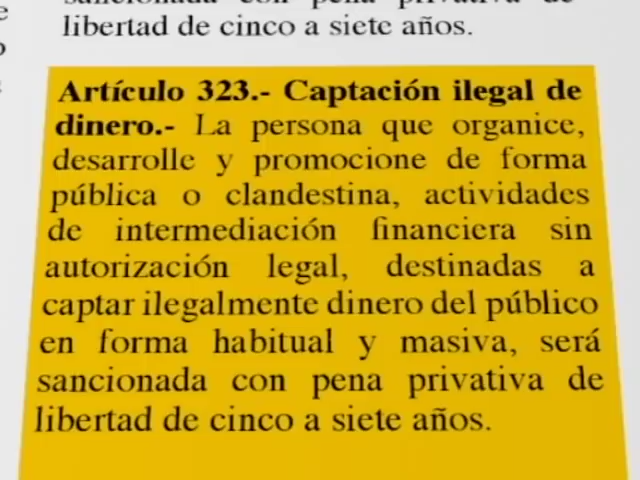 libertad de cinco a siete años.
Artículo 323.- Captación ilegal de
dinero.- La persona que organice,
desarrolle y promocione de forma
pública o clandestina, actividades
de intermediación financiera sin
autorización legal, destinadas a
captar ilegalmente dinero del público
en forma habitual y masiva, será
sancionada con pena privativa de
libertad de cinco a siete años.